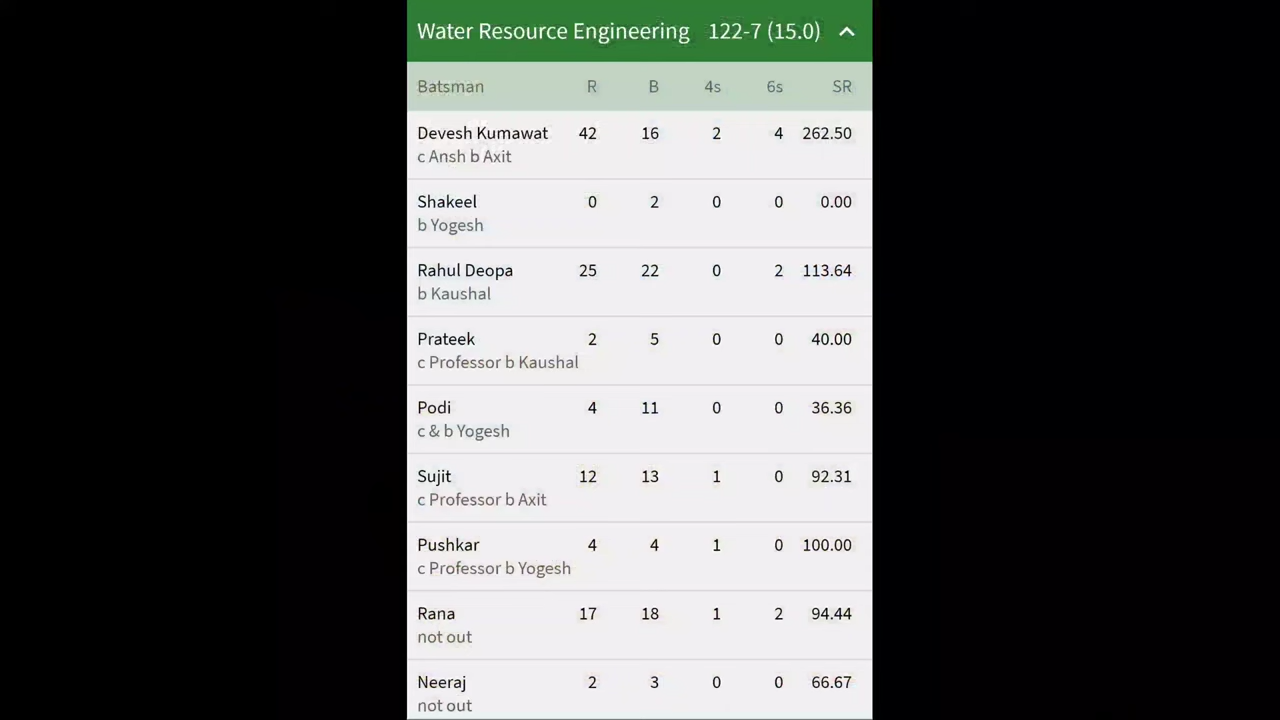 Water Resource Engineering 122-7 (15.0)
Batsman R B 4s 6s SR
Devesh Kumawat 42 16 2 4 262.50
c Ansh b Axit
Shakeel 0 2 0 0 0.00
b Yogesh
Rahul Deopa 25 22 0 2 113.64
b Kaushal
Prateek 2 5 0 0 40.00
c Professor b Kaushal
Podi 4 11 0 0 36.36
c & b Yogesh
Sujit 12 13 1 0 92.31
c Professor b Axit
Pushkar 4 4 1 0 100.00
c Professor b Yogesh
Rana 17 18 1 2 94.44
not out
Neeraj 2 3 0 0 66.67
not out